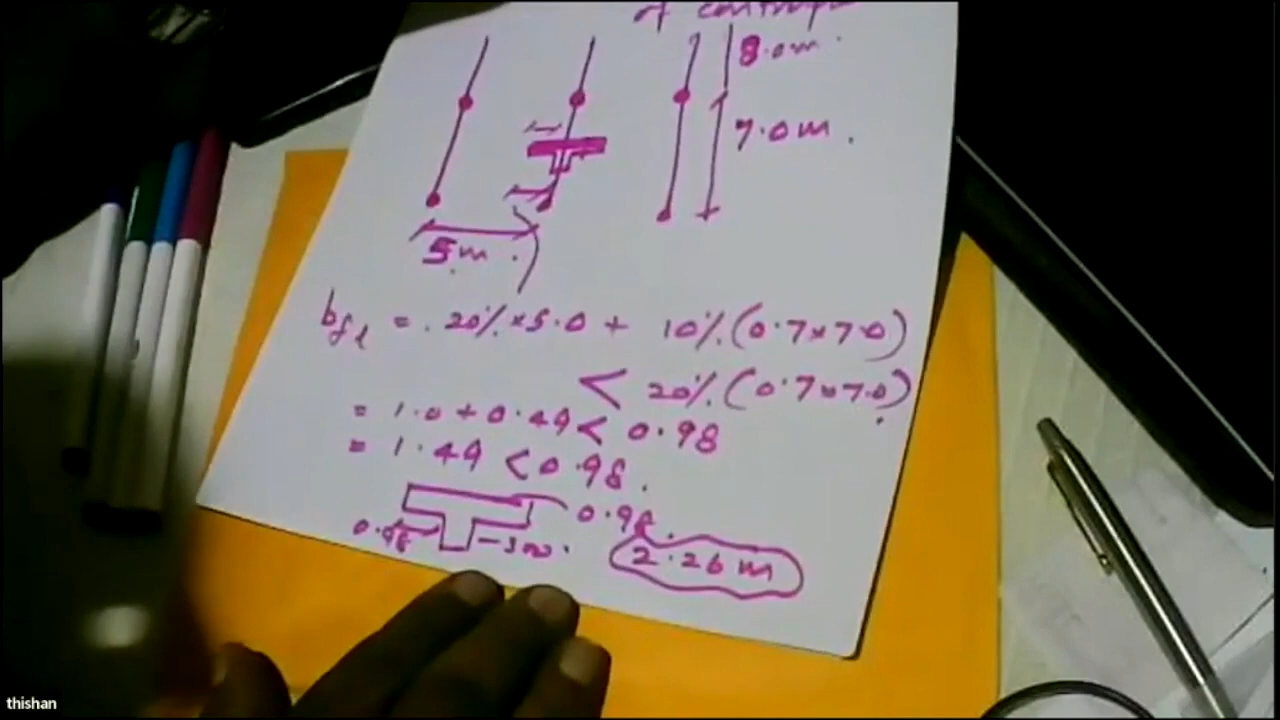 of
8.0m.
7.0m.
5m.
bf1 = . 20% x 5.0 + 10% (0.7 x 7.0)
< 20% (0.7 x 7.0)
= 1.0 + 0.49 < 0.98
= 1.49 < 0.98.
0.98.
0.98
2.26 m
thishan